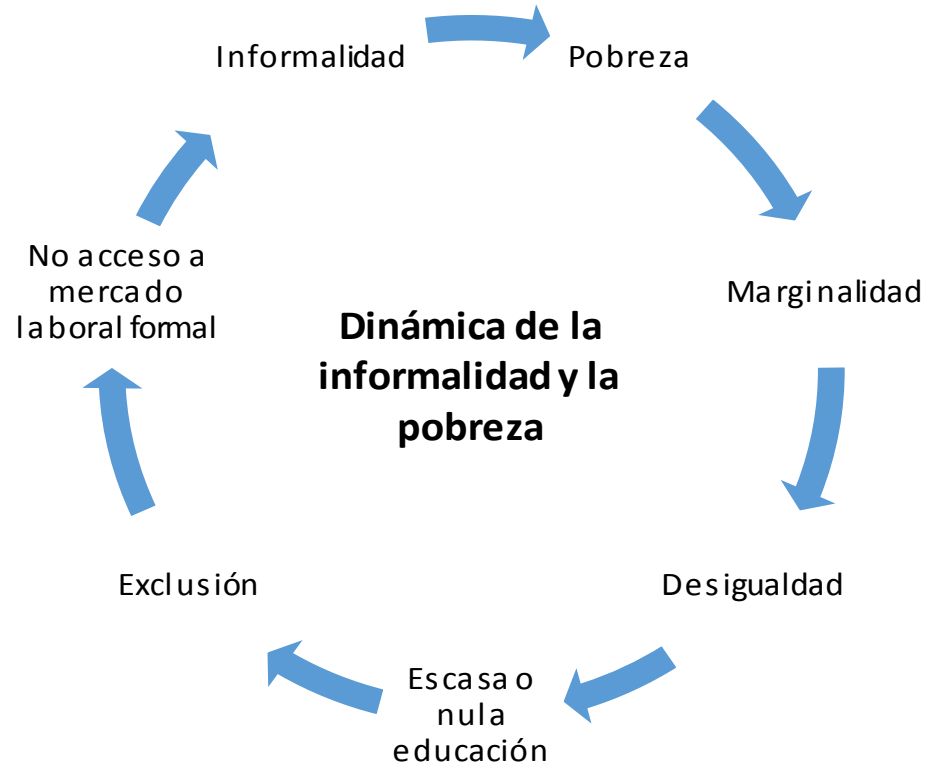 Informalidad
Pobreza
Marginalidad
Desigualdad
Escasa o
nula
educación
Exclusión
No acceso a
mercado
laboral formal
Dinámica de la
informalidad y la
pobreza